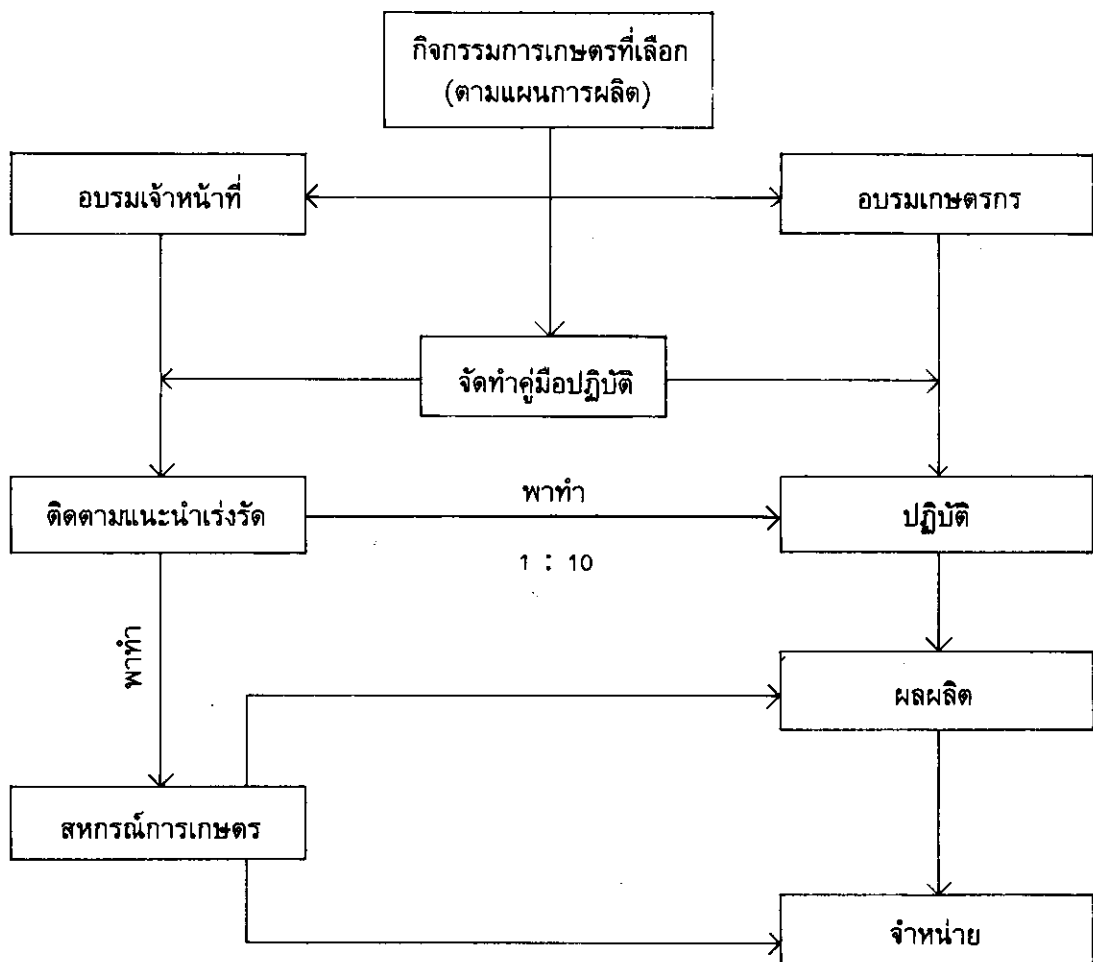 กิจกรรมการเกษตรที่เลือก
(ตามแผนการผลิต)
อบรมเจ้าหน้าที่
อบรมเกษตรกร
จัดทำคู่มือปฏิบัติ
ติดตามแนะนำเร่งรัด
พาทำ
1 : 10
ปฏิบัติ
พาทำ
ผลผลิต
สหกรณ์การเกษตร
จำหน่าย